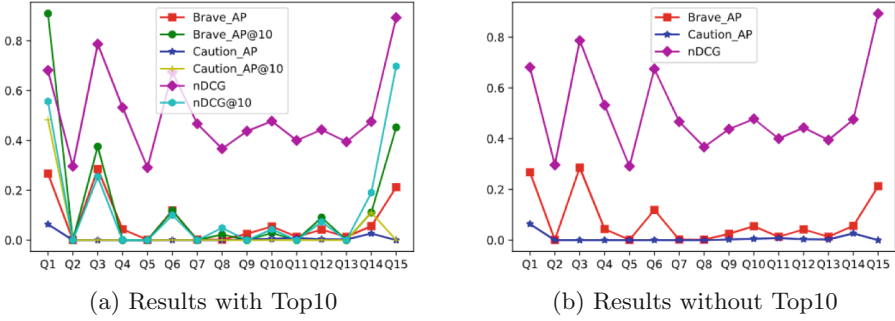 Brave_AP
Brave_AP@10
Caution_AP
Caution_AP@10
nDCG
nDCG@10
0.8
0.6
0.4
0.2
0.0
Q1 Q2 Q3 Q4 Q5 Q6 Q7 Q8 Q9 Q10 Q11 Q12 Q13 Q14 Q15
(a) Results with Top10
Brave_AP
Caution_AP
nDCG
0.8
0.6
0.4
0.2
0.0
Q1 Q2 Q3 Q4 Q5 Q6 Q7 Q8 Q9 Q10 Q11 Q12 Q13 Q14 Q15
(b) Results without Top10